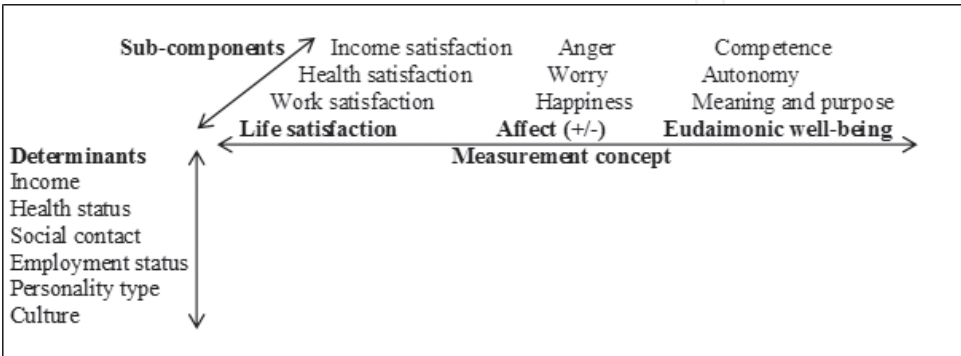 Sub-components Income satisfaction Anger Competence
Health satisfaction Worry Autonomy
Work satisfaction Happiness Meaning and purpose
Life satisfaction Affect (+/-) Eudaimonic well-being
Determinants Measurement concept
Income
Health status
Social contact
Employment status
Personality type
Culture